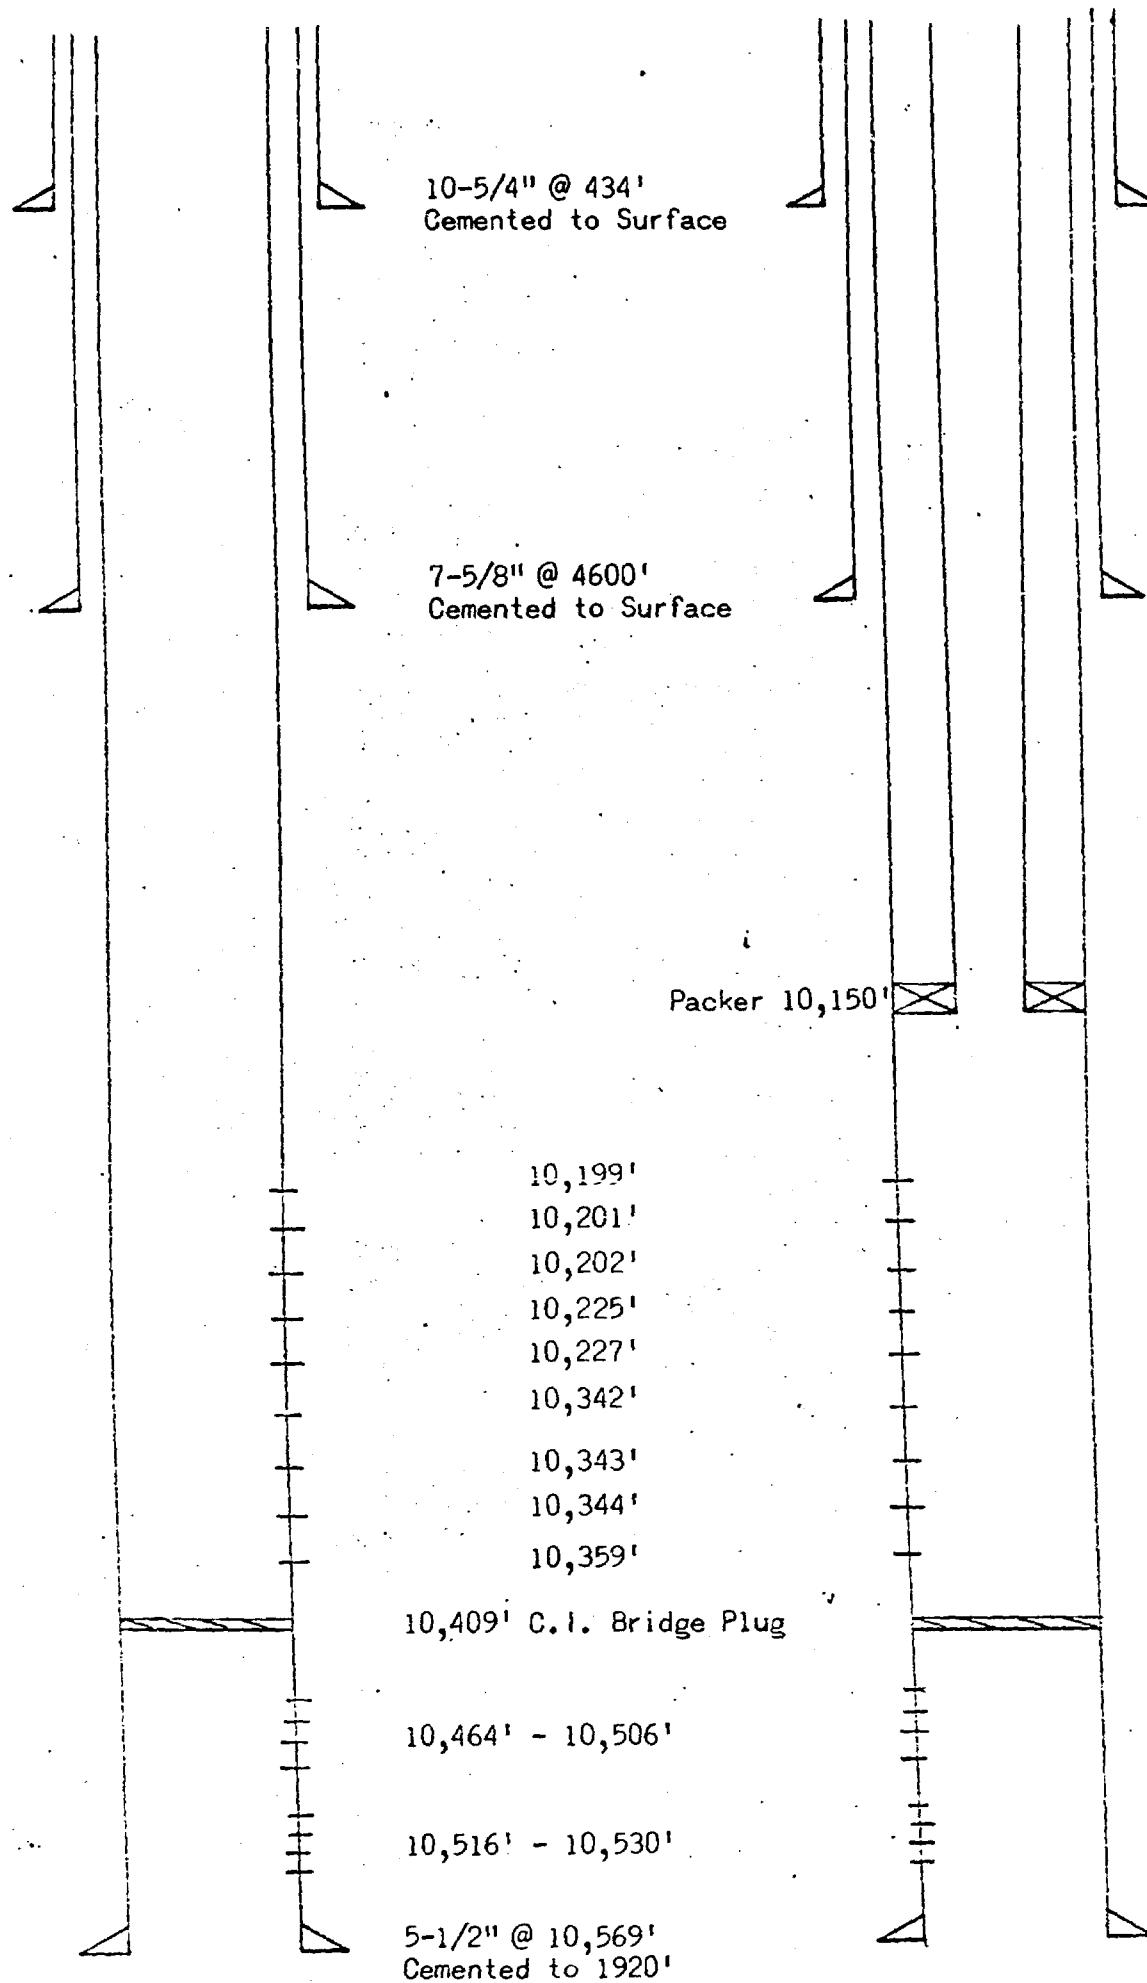 10-5/4" @ 434'
Cemented to Surface
7-5/8" @ 4600'
Cemented to Surface
Packer 10,150'
10,199'
10,201'
10,202'
10,225'
10,227'
10,342'
10,343'
10,344'
10,359'
10,409' C.I. Bridge Plug
10,464' - 10,506'
10,516' - 10,530'
5-1/2" @ 10,569'
Cemented to 1920'